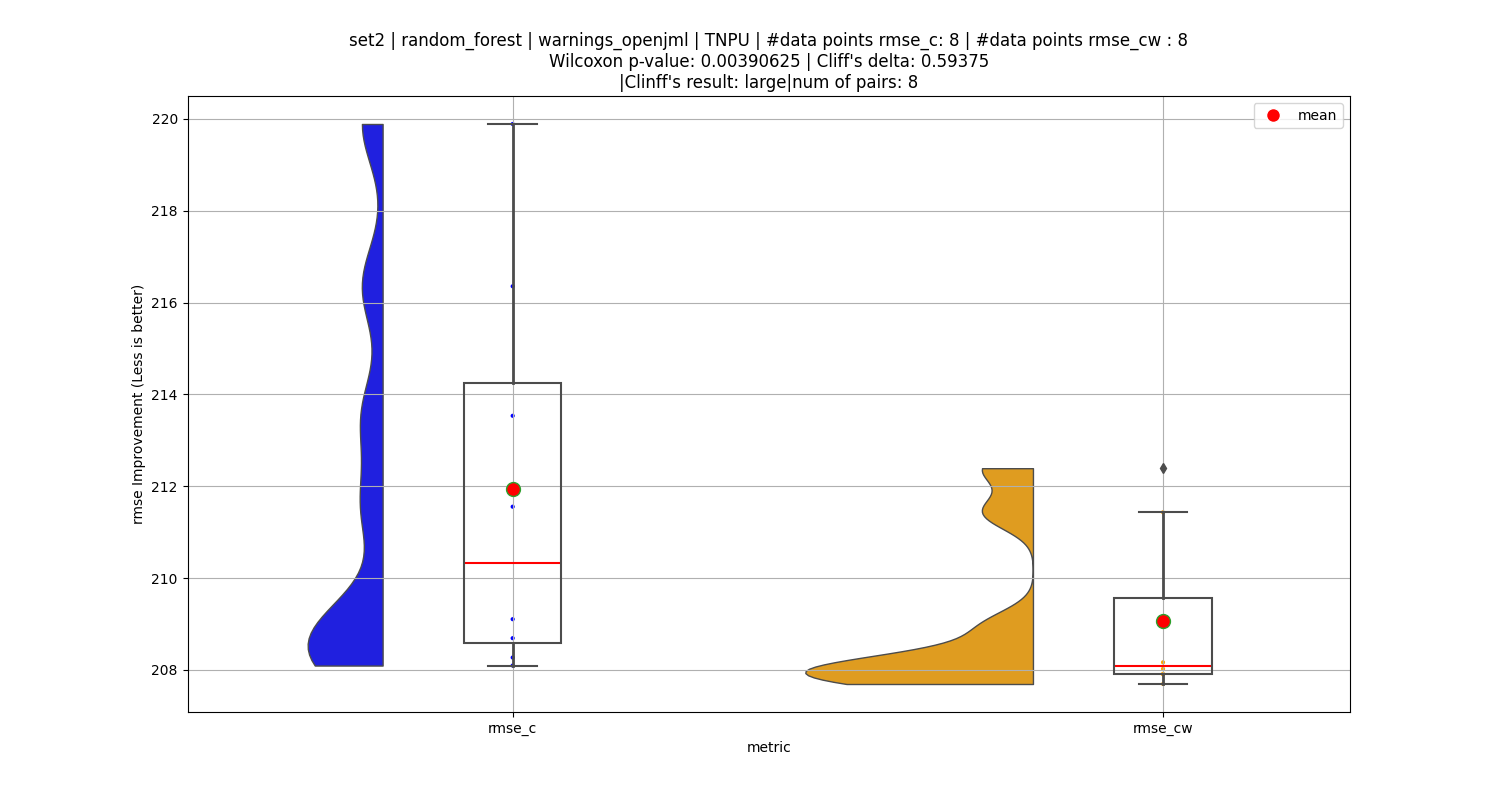 set2 | random_forest | warnings_openjml | TNPU | #data points rmse_c: 8 | #data points rmse_cw : 8
Wilcoxon p-value: 0.00390625 | Cliff's delta: 0.59375
|Clinff's result: large|num of pairs: 8
mean
220
218
216
214
212
210
208
rmse Improvement (Less is better)
rmse_c
rmse_cw
metric